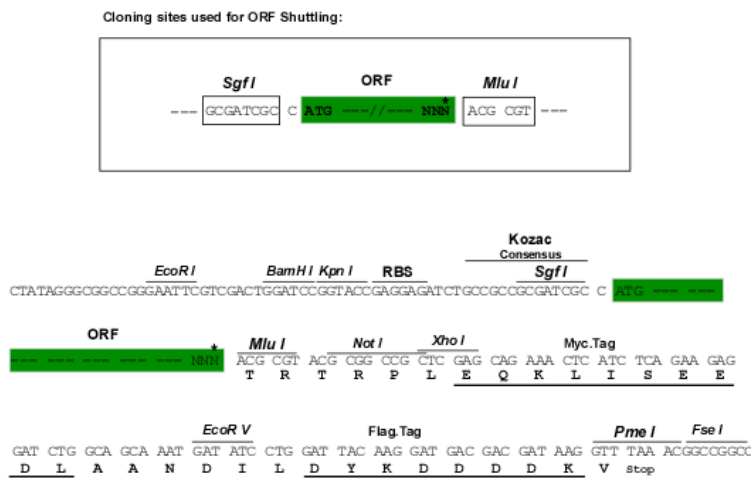 Cloning sites used for ORF Shuttling:
Sgf I ORF Mlu I
--- GCGATCGC C ATG ---//--- NNN* ACG CGT ---
Kozac
Consensus
EcoR I BamH I Kpn I RBS Sgf I
CTATAGGGCGGCCGGGAATTCGTCGACTGGATCCGGTACCGAGGAGATCTGCCGCCGCGATCGC C ATG --- ---
ORF Mlu I Not I Xho I Myc.Tag
--- --- --- --- --- --- NNN* ACG CGT ACG CGG CCG CTC GAG CAG AAA CTC ATC TCA GAA GAG
T R T R P L E Q K L I S E E
EcoR V Flag.Tag Pme I Fse I
GAT CTG GCA GCA AAT GAT ATC CTG GAT TAC AAG GAT GAC GAC GAT AAG GTT TAA ACGGCCGGCC
D L A A N D I L D Y K D D D D K V Stop